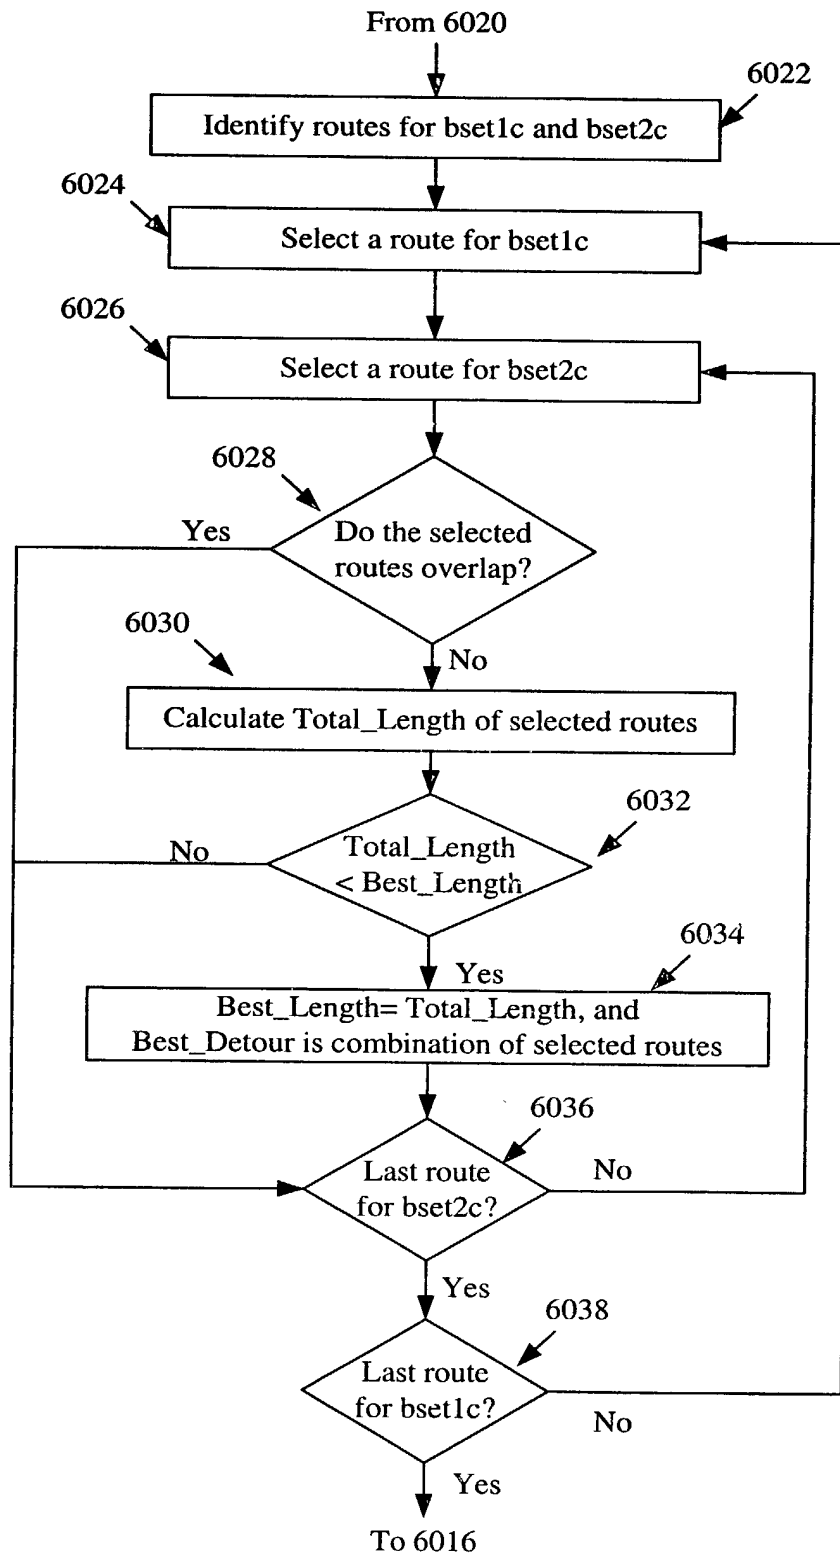 From 6020
6022
Identify routes for bset1c and bset2c
6024
Select a route for bset1c
6026
Select a route for bset2c
6028
Yes
Do the selected
routes overlap?
6030
No
Calculate Total_Length of selected routes
6032
No
Total_Length
< Best_Length
6034
Yes
Best_Length= Total_Length, and
Best_Detour is combination of selected routes
6036
Last route
for bset2c?
No
Yes
6038
Last route
for bset1c?
No
Yes
To 6016